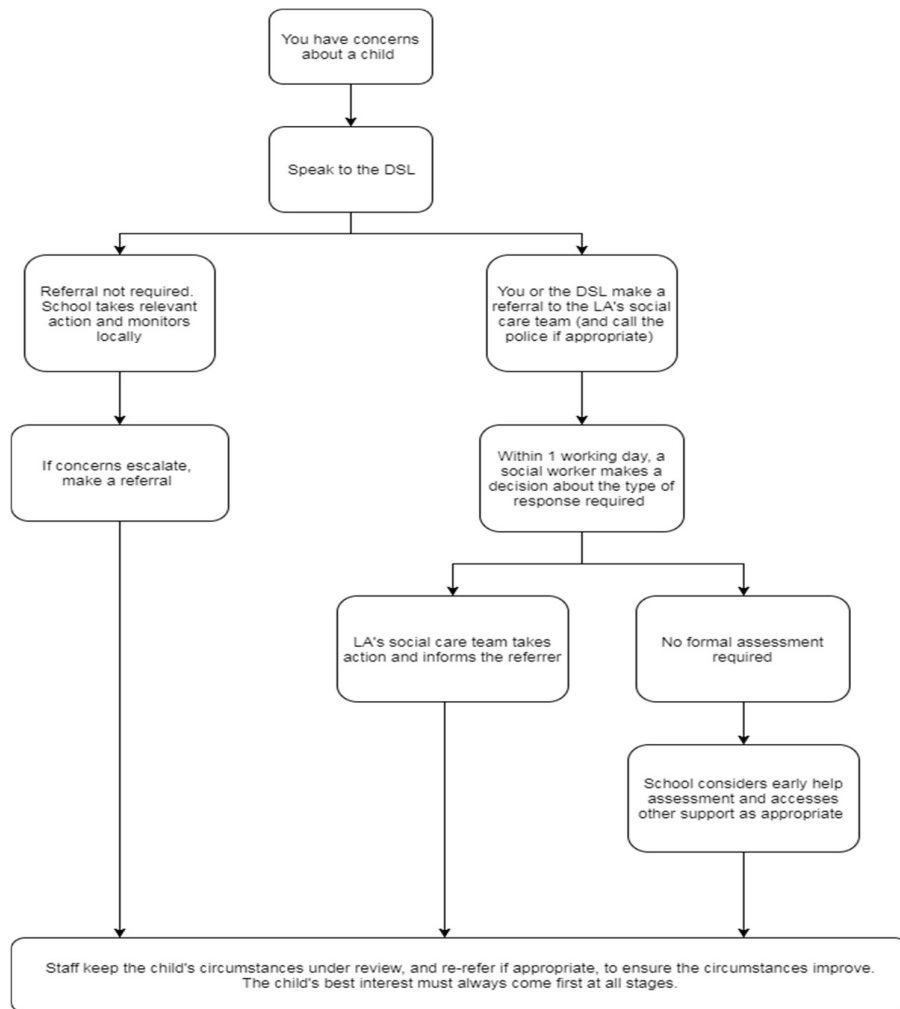 You have concerns
about a child
Speak to the DSL
Referral not required.
School takes relevant
action and monitors
locally
You or the DSL make a
referral to the LA's social
care team (and call the
police if appropriate)
If concerns escalate,
make a referral
Within 1 working day, a
social worker makes a
decision about the type of
response required
LA's social care team takes
action and informs the referrer
No formal assessment
required
School considers early help
assessment and accesses
other support as appropriate
Staff keep the child's circumstances under review, and re-refer if appropriate, to ensure the circumstances improve.
The child's best interest must always come first at all stages.